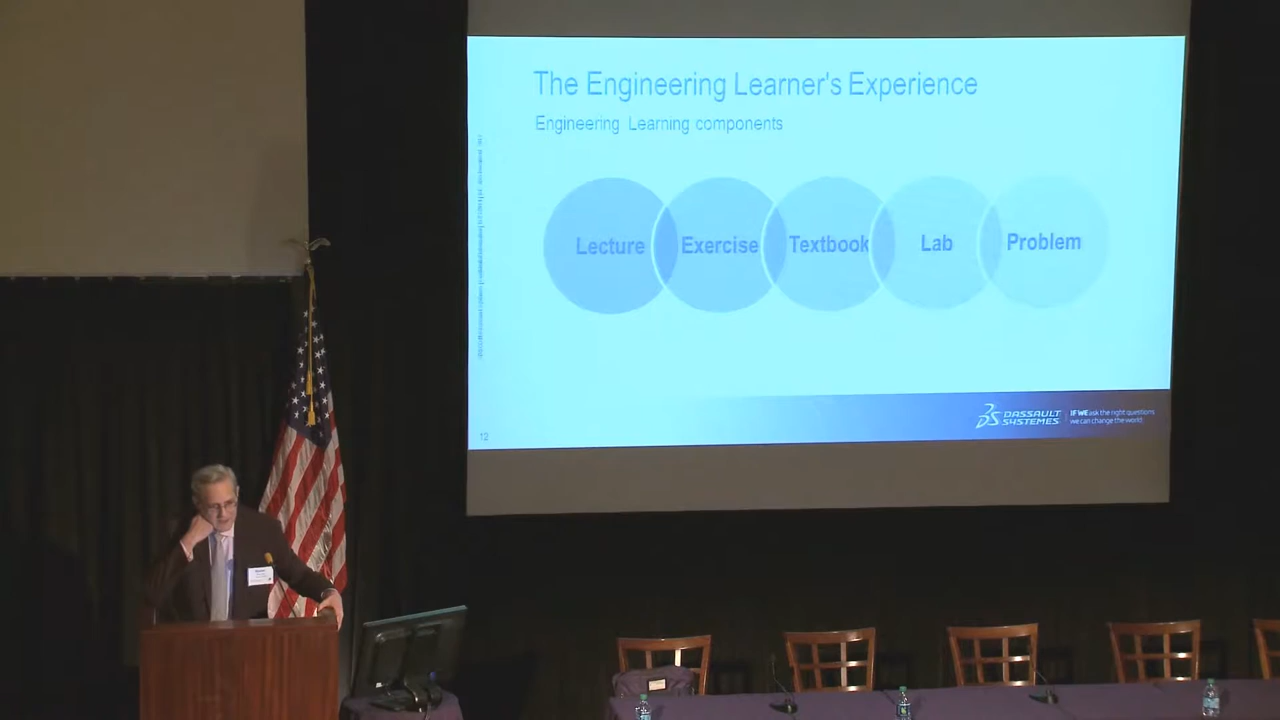 The Engineering Learner's Experience
Engineering Learning components
Lecture
Exercise
Textbook
Lab
Problem
12
DASSAULT
SYSTEMES
IF WE ask the right questions
we can change the world.